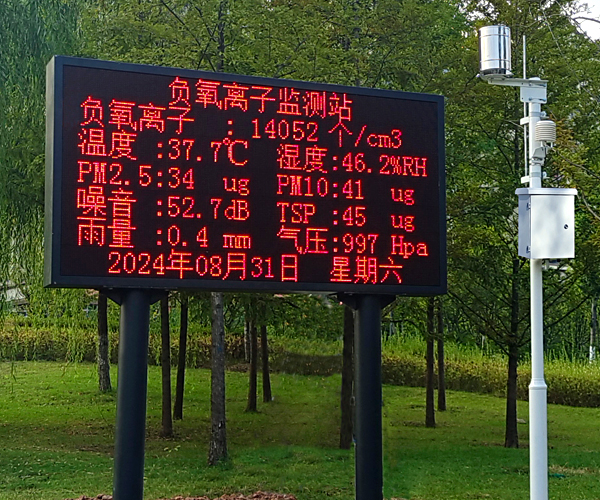 负氧离子监测站
负氧离子 : 14052 个/cm3
温度 :37.7℃ 湿度:46.2%RH
PM2.5:34 ug PM10:41 ug
噪音 :52.7dB TSP :45 ug
雨量 :0.4 mm 气压:997 Hpa
2024年08月31日 星期六